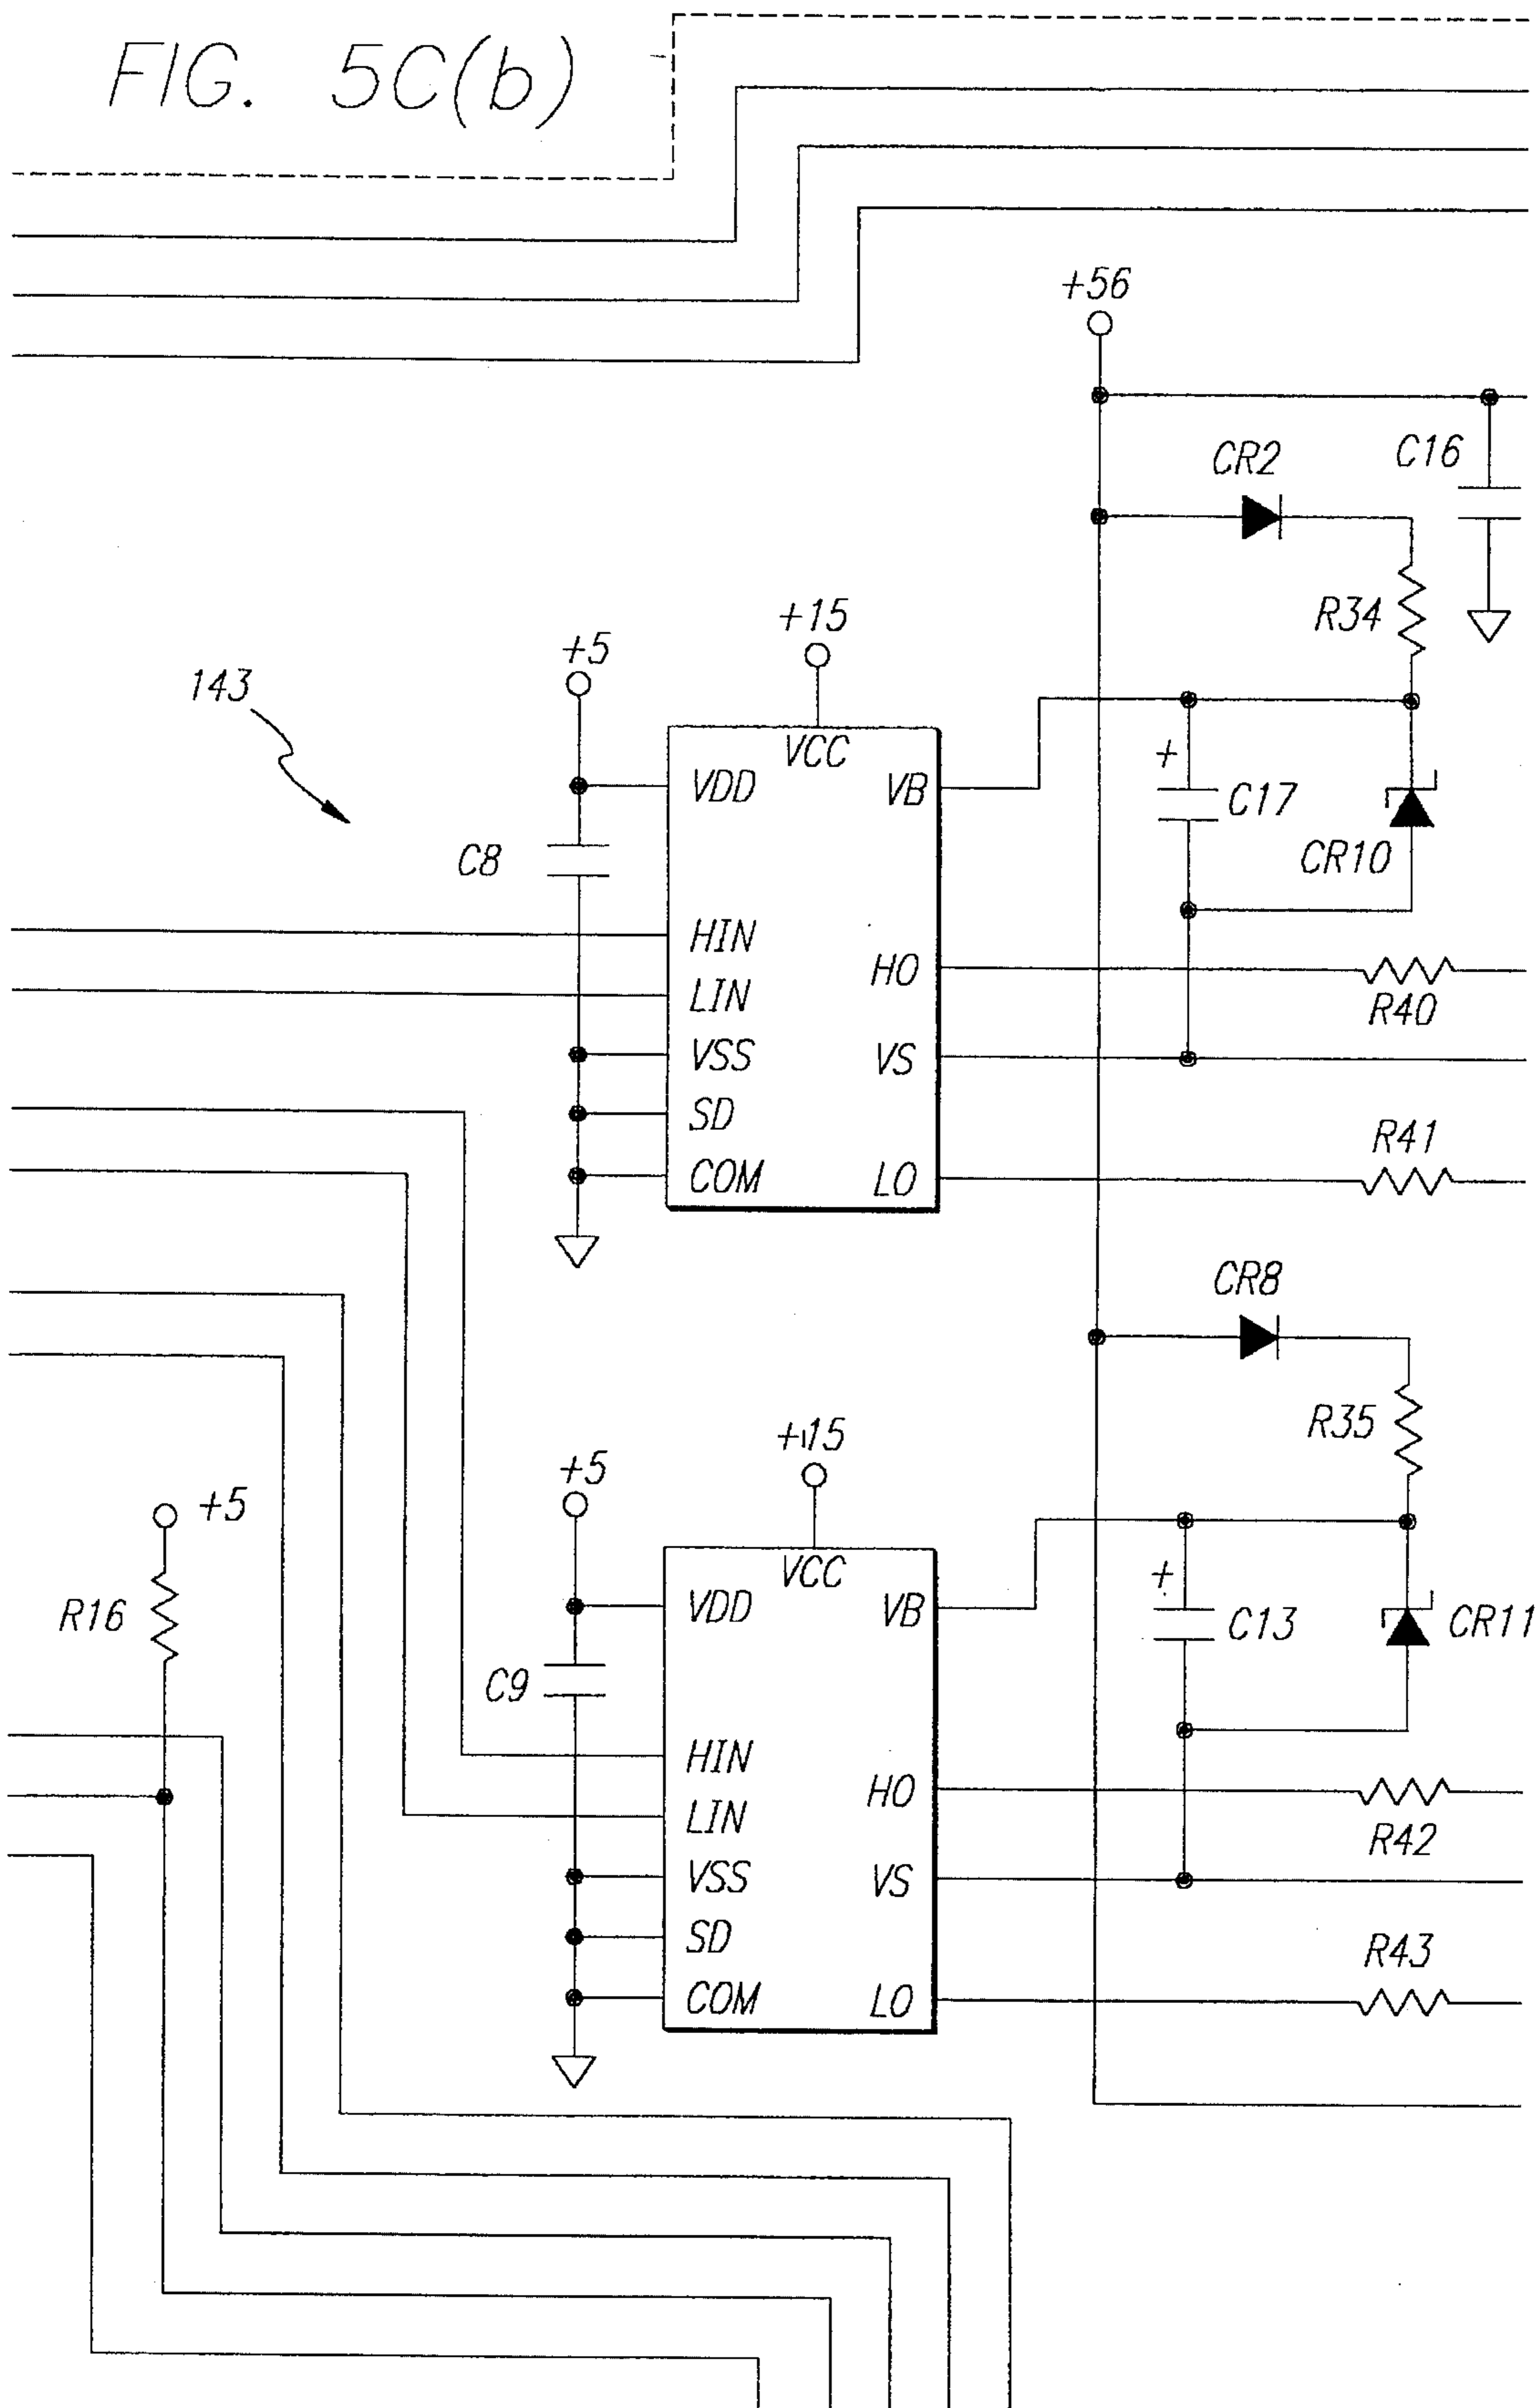 FIG. 5C(b)
+56
CR2
C16
R34
+15
+5
143
VCC
VDD
VB
+
C17
C8
CR10
HIN
HO
LIN
R40
VSS
VS
SD
R41
COM
LO
CR8
R35
+15
+5
+5
VCC
+
VDD
VB
R16
C13
CR11
C9
HIN
HO
LIN
R42
VSS
VS
SD
R43
COM
LO